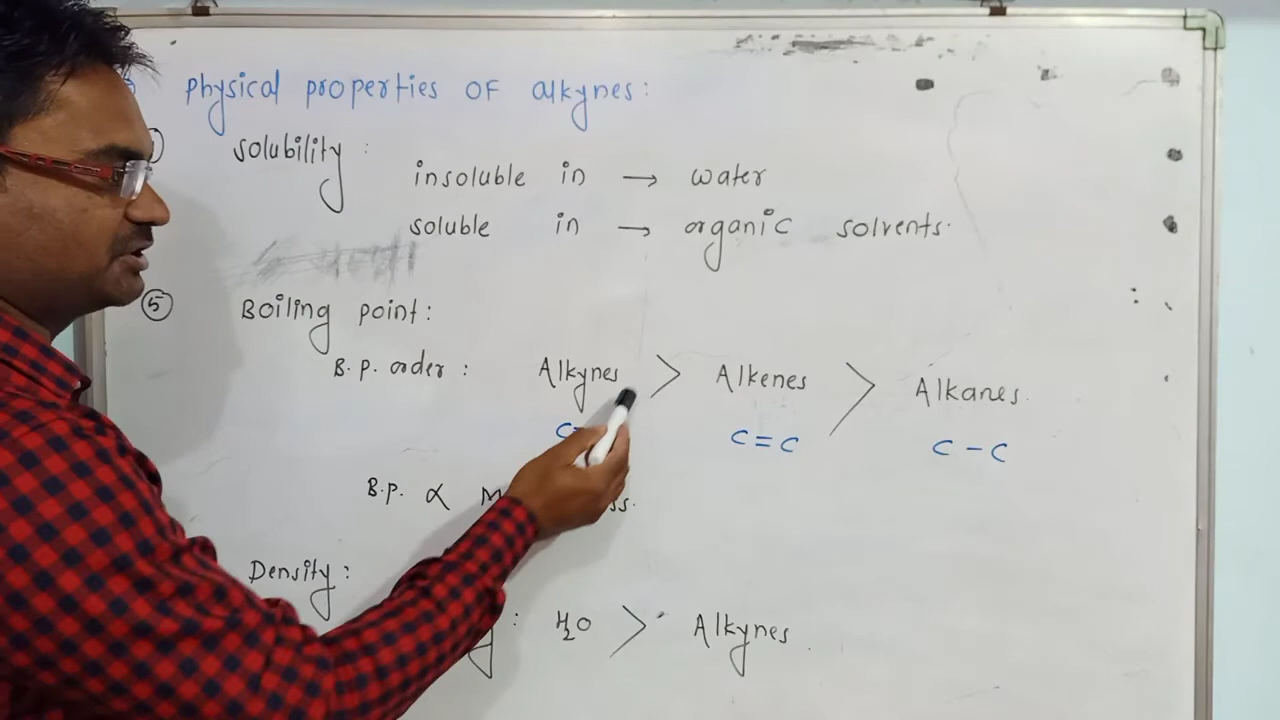 Physical properties OF alkynes:
Solubility :
insoluble in → water
soluble in → organic solvents.
⑤ Boiling point:
B.P. order : Alkynes > Alkenes > Alkanes.
C=C C-C
B.P. ∝
Density:
: H₂O > Alkynes.